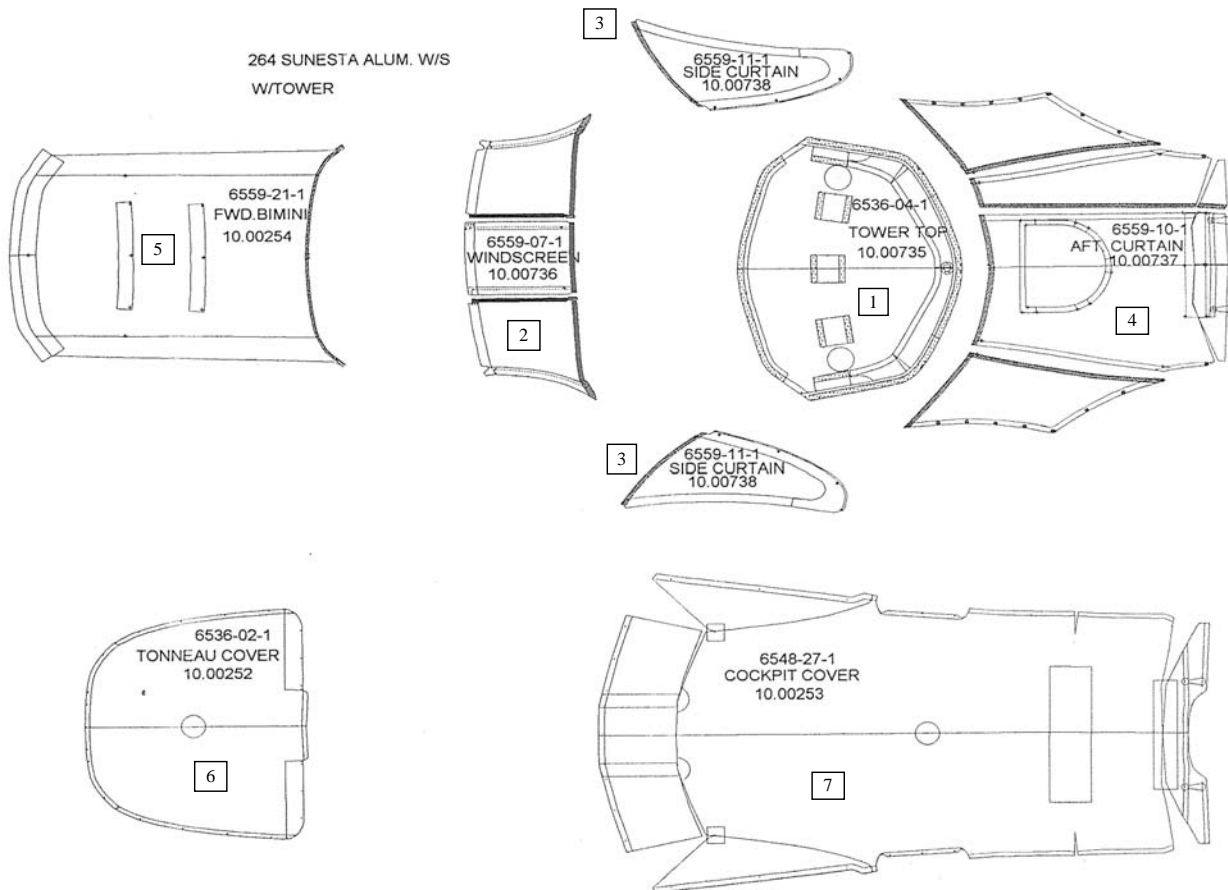 264 SUNESTA ALUM. W/S
W/TOWER
3
6559-11-1
SIDE CURTAIN
10.00738
6559-21-1
FWD.BIMINI
10.00254
5
6559-07-1
WINDSCREEN
10.00736
2
6536-04-1
TOWER TOP
10.00735
1
6559-10-1
AFT CURTAIN
10.00737
4
3
6559-11-1
SIDE CURTAIN
10.00738
6536-02-1
TONNEAU COVER
10.00252
6
6548-27-1
COCKPIT COVER
10.00253
7